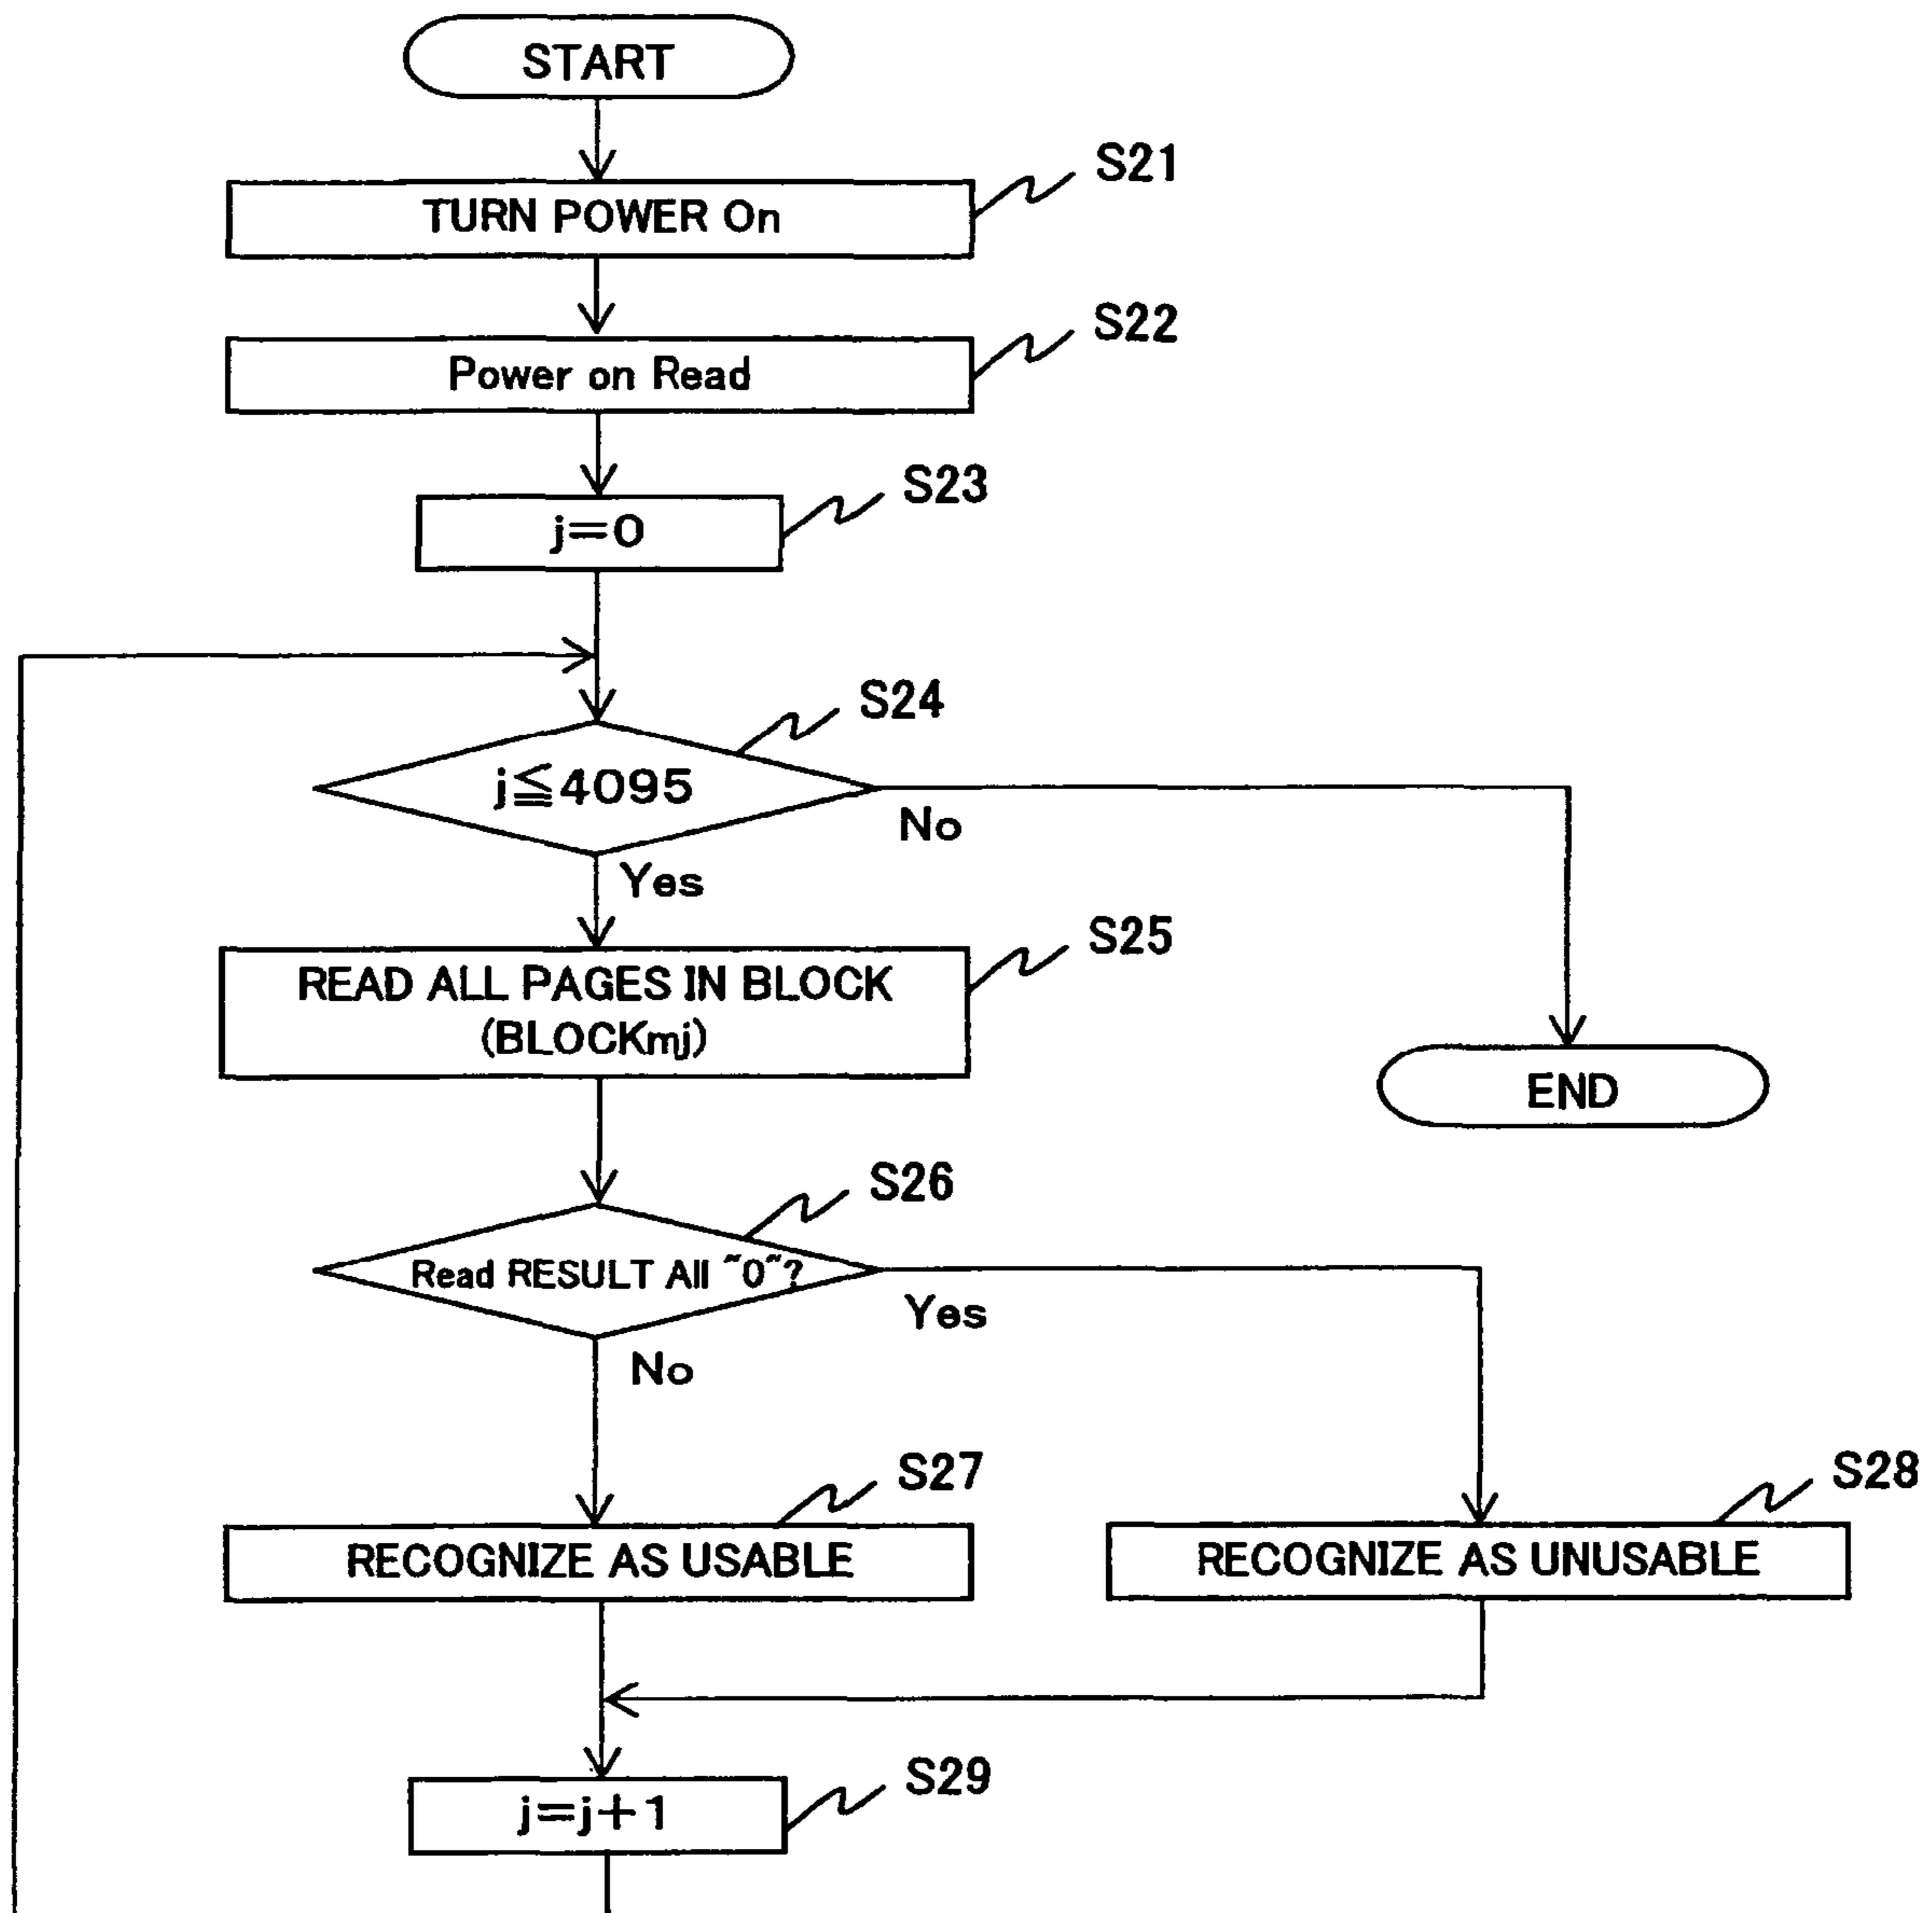 START
S21
TURN POWER On
S22
Power on Read
S23
j=0
S24
j≦4095
No
Yes
S25
READ ALL PAGES IN BLOCK
(BLOCKmj)
END
S26
Read RESULT All "0"?
Yes
No
S27
S28
RECOGNIZE AS USABLE
RECOGNIZE AS UNUSABLE
S29
j=j+1